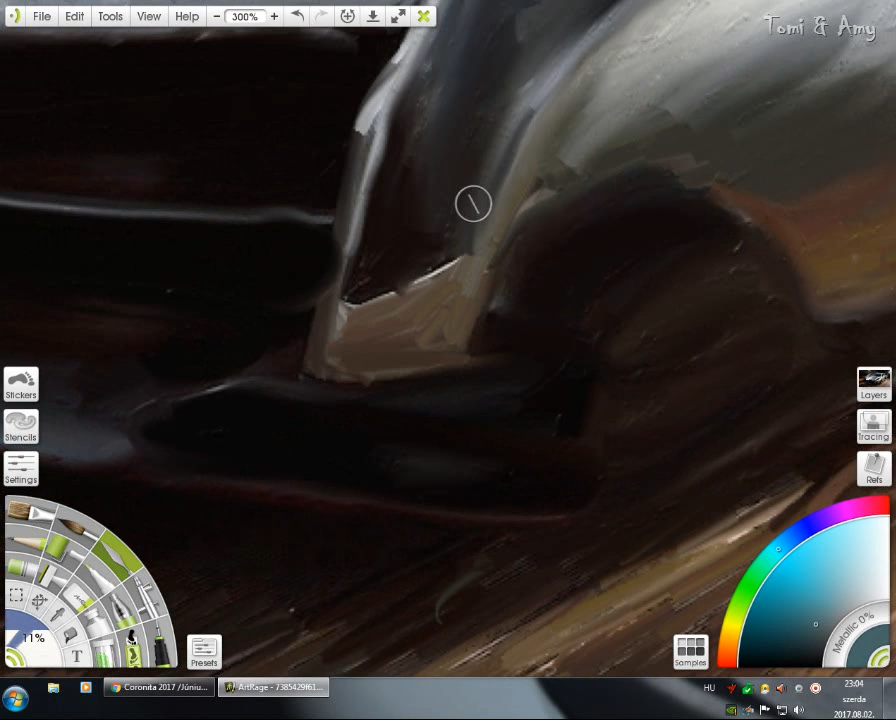 File Edit Tools View Help − 300% +
Tomi & Amy
Stickers
Stencils
Settings
Layers
Tracing
Refs
11%
T
Presets
Samples
Metallic 0%
Coronita 2017 /Júniu...
ArtRage - 7385429f61...
HU
23:04
szerda
2017.08.02.